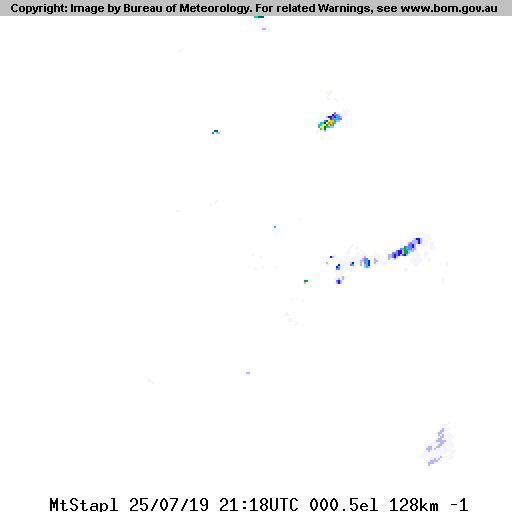 Copyright: Image by Bureau of Meteorology. For related Warnings, see www.bom.gov.au
MtStapl 25/07/19 21:18UTC 000.5el 128km -1